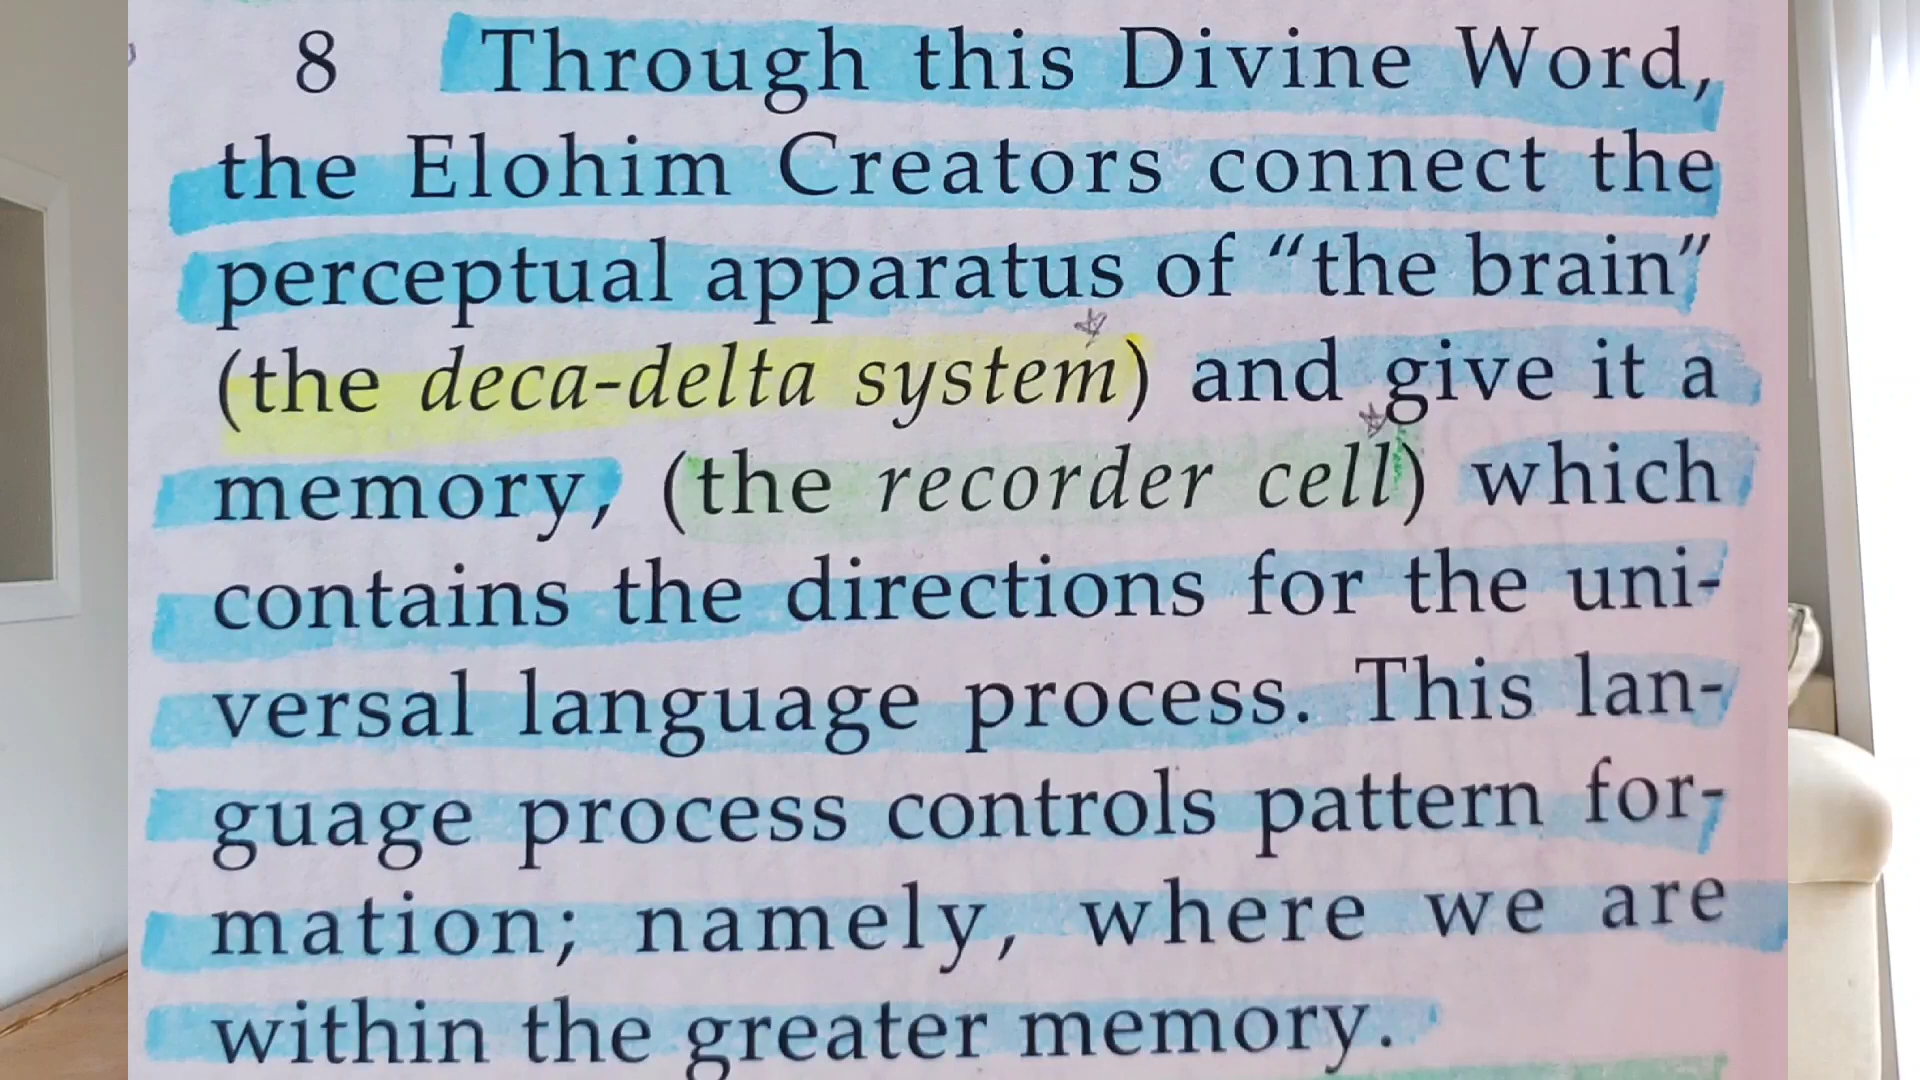 8 Through this Divine Word,
the Elohim Creators connect the
perceptual apparatus of “the brain”
(the deca-delta system) and give it a
memory, (the recorder cell) which
contains the directions for the uni-
versal language process. This lan-
guage process controls pattern for-
mation; namely, where we are
within the greater memory.